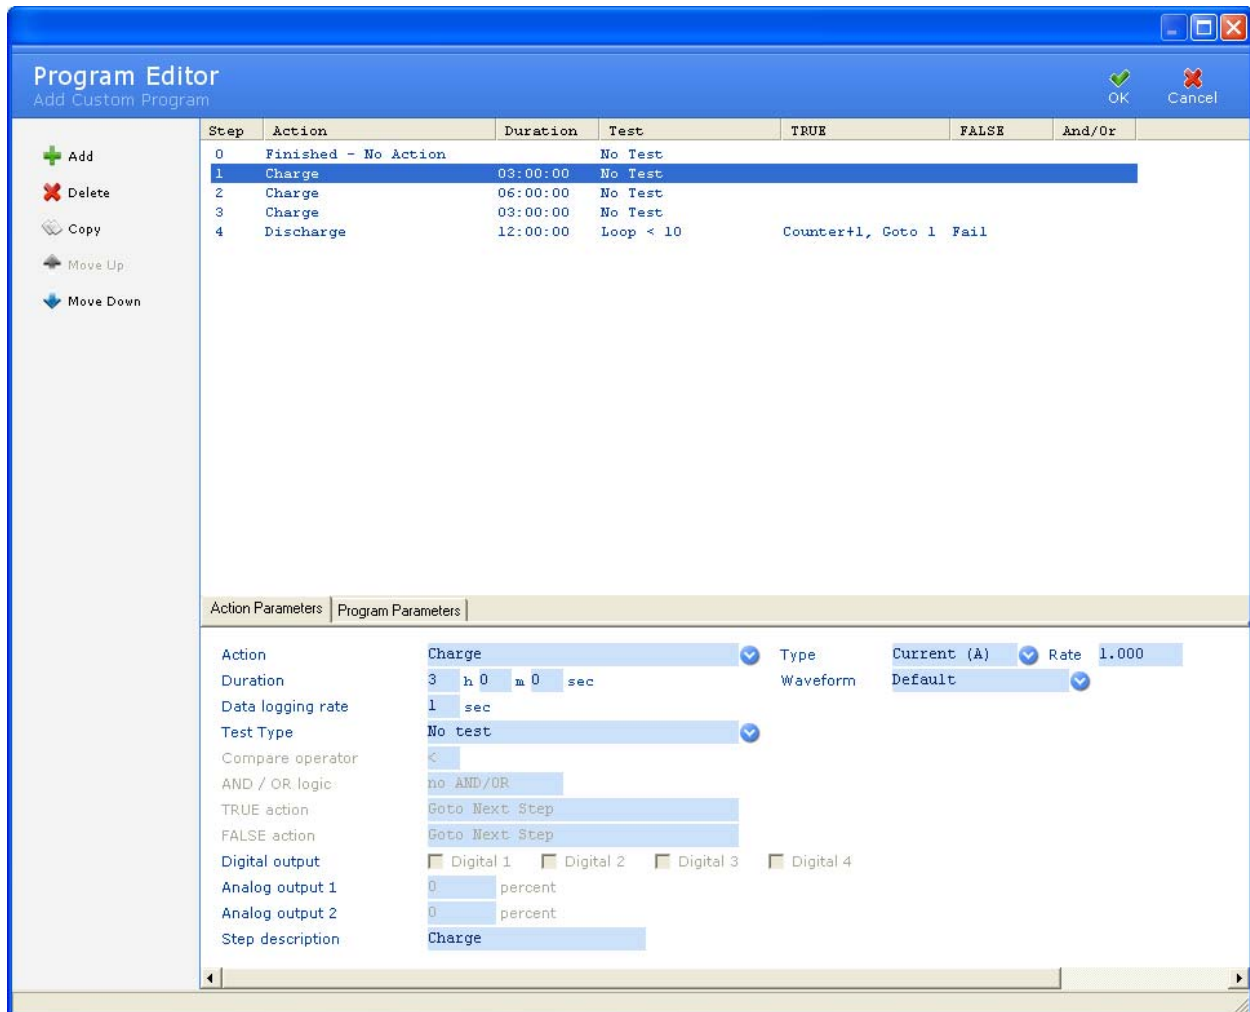 Program Editor
Add Custom Program
OK
Cancel
Add
Delete
Copy
Move Up
Move Down
Step Action Duration Test TRUE FALSE And/Or
0 Finished - No Action No Test
1 Charge 03:00:00 No Test
2 Charge 06:00:00 No Test
3 Charge 03:00:00 No Test
4 Discharge 12:00:00 Loop < 10 Counter+1, Goto 1 Fail
Action Parameters Program Parameters
Action Charge Type Current (A) Rate 1.000
Duration 3 h 0 m 0 sec Waveform Default
Data logging rate 1 sec
Test Type No test
Compare operator <
AND / OR logic no AND/OR
TRUE action Goto Next Step
FALSE action Goto Next Step
Digital output Digital 1 Digital 2 Digital 3 Digital 4
Analog output 1 0 percent
Analog output 2 0 percent
Step description Charge